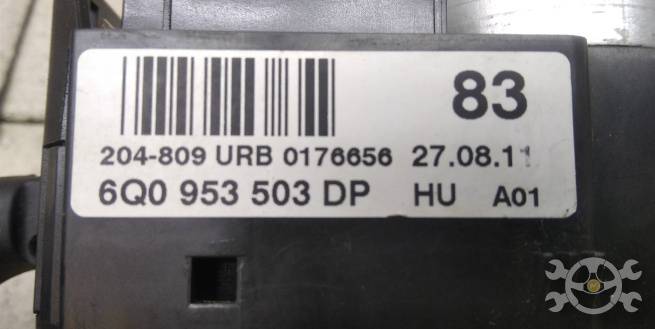 83
204-809 URB 0176656 27.08.11
6Q0 953 503 DP HU A01